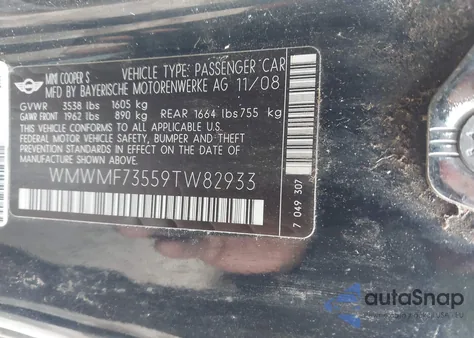 MINI COOPER S VEHICLE TYPE: PASSENGER CAR
MFD BY BAYERISCHE MOTORENWERKE AG 11/08
GVWR 3538 lbs 1605 kg
GAWR FRONT 1962 lbs 890 kg REAR 1664 lbs 755 kg
THIS VEHICLE CONFORMS TO ALL APPLICABLE U.S.
FEDERAL MOTOR VEHICLE SAFETY, BUMPER AND THEFT
PREVENTION STANDARDS IN EFFECT ON THE DATE OF
MANUFACTURE SHOWN ABOVE.
WMWMF73559TW82933
7 049 307
autoSnap